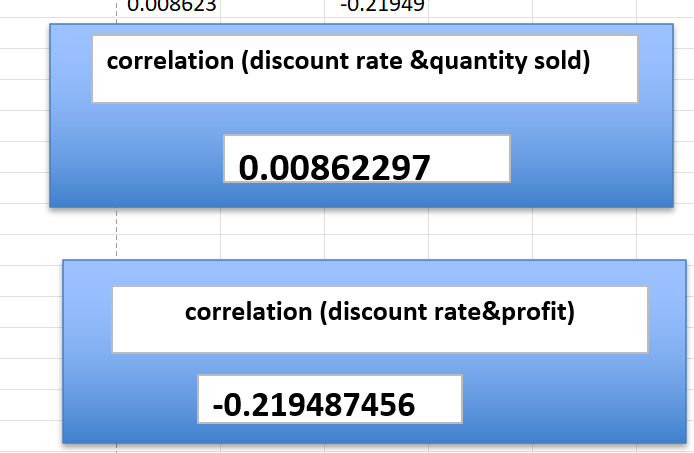 0.008623 -0.21949
correlation (discount rate &quantity sold)
0.00862297
correlation (discount rate&profit)
-0.219487456